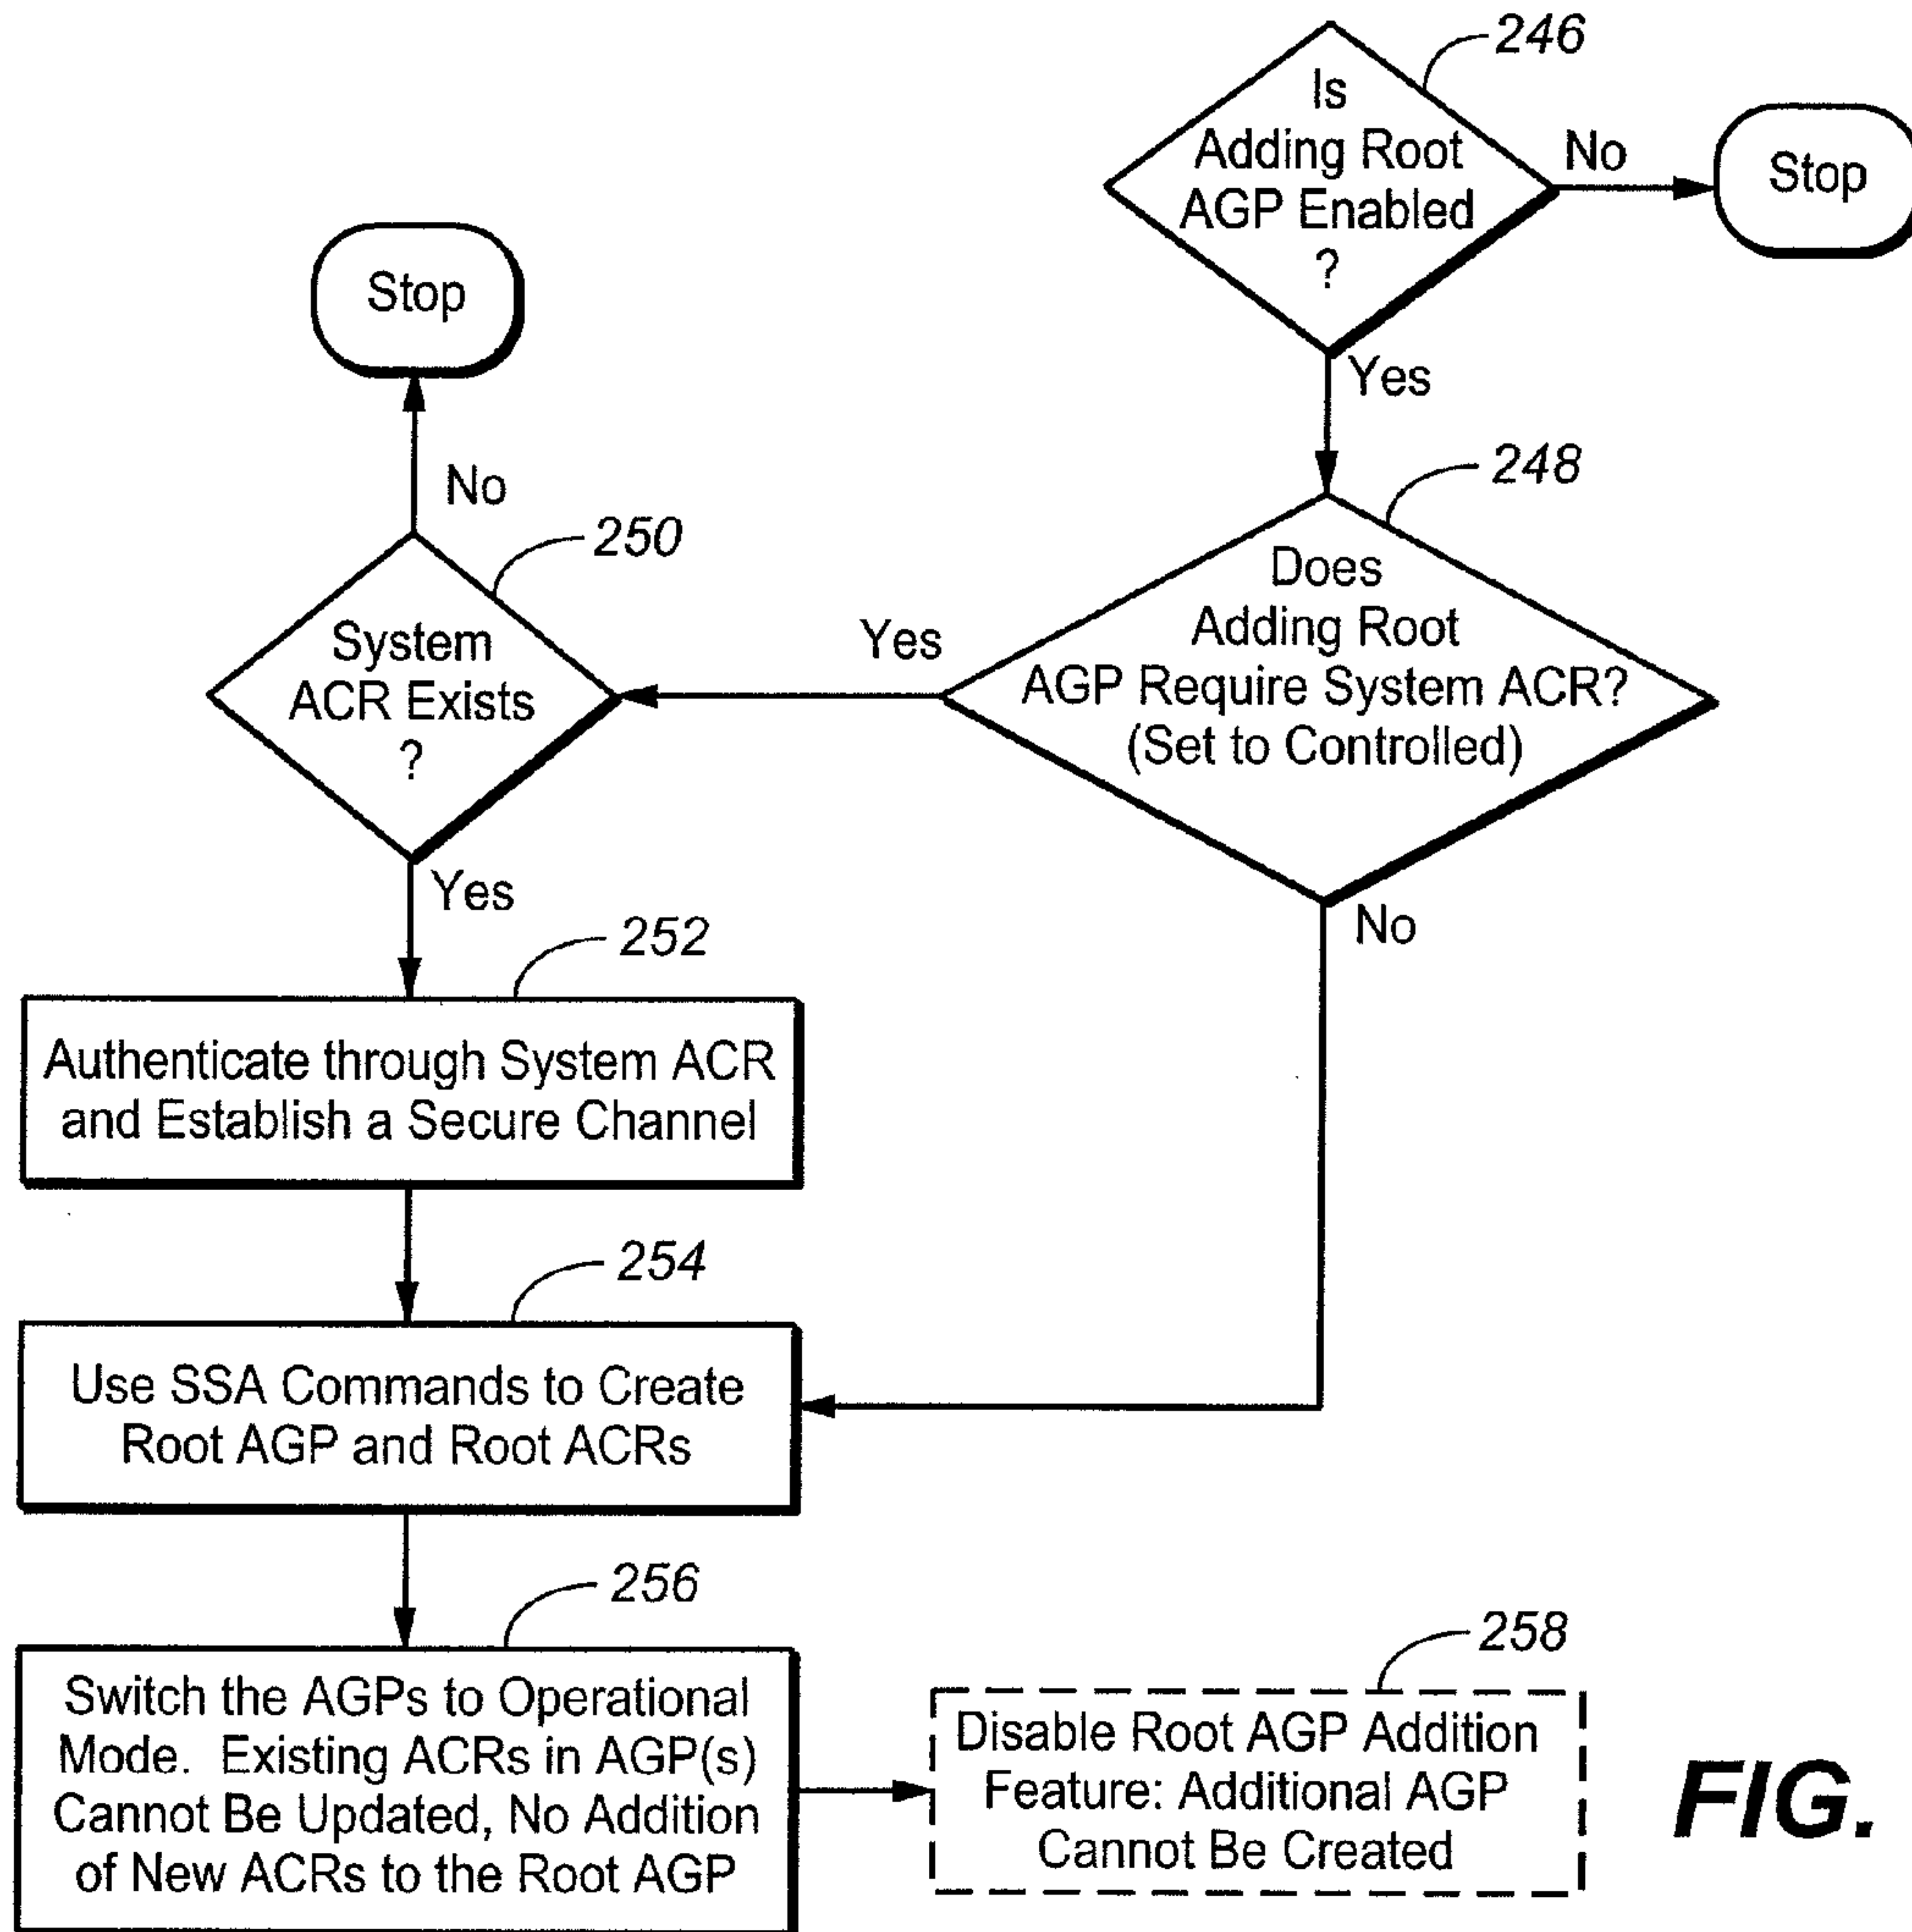 246
Is
Adding Root
AGP Enabled
?
No
Stop
Yes
Stop
No
248
Does
Adding Root
AGP Require System ACR?
(Set to Controlled)
Yes
No
250
System
ACR Exists
?
Yes
252
Authenticate through System ACR
and Establish a Secure Channel
254
Use SSA Commands to Create
Root AGP and Root ACRs
256
Switch the AGPs to Operational
Mode. Existing ACRs in AGP(s)
Cannot Be Updated, No Addition
of New ACRs to the Root AGP
258
Disable Root AGP Addition
Feature: Additional AGP
Cannot Be Created
FIG.